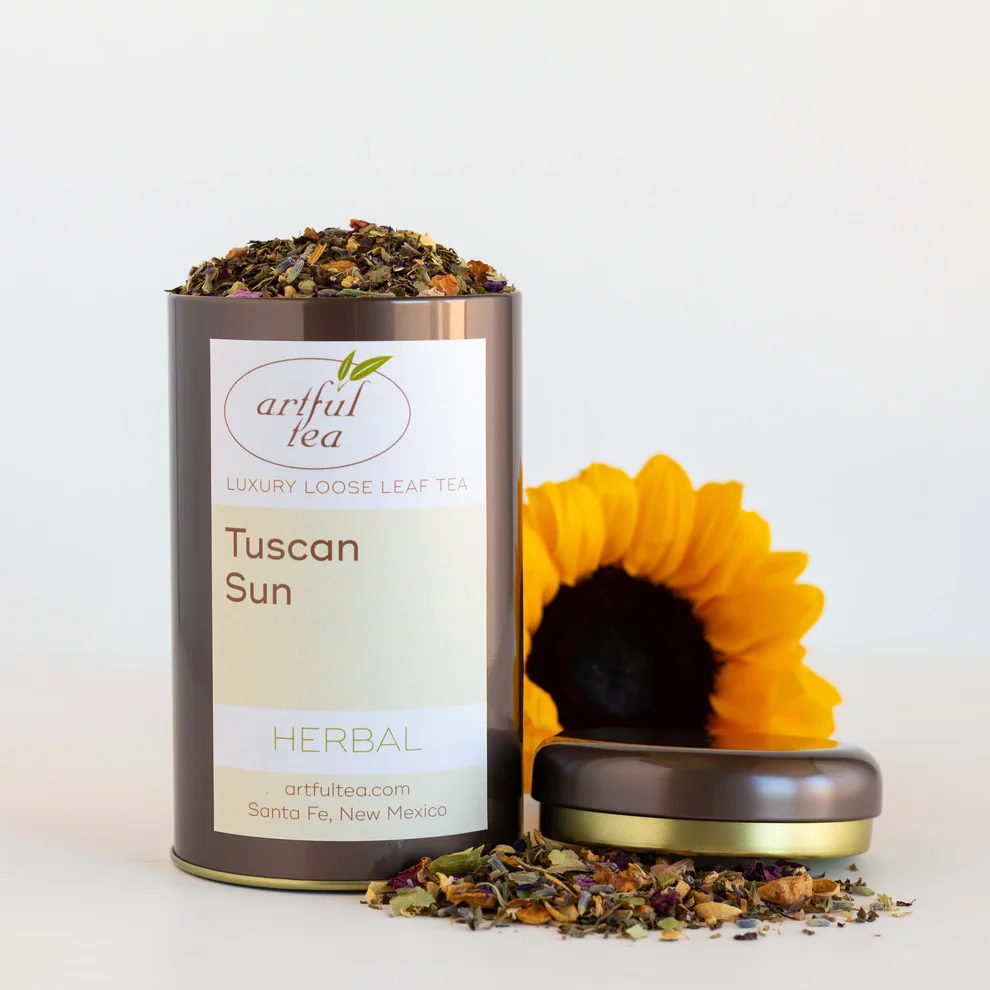 artful
tea
LUXURY LOOSE LEAF TEA
Tuscan
Sun
HERBAL
artfultea.com
Santa Fe, New Mexico